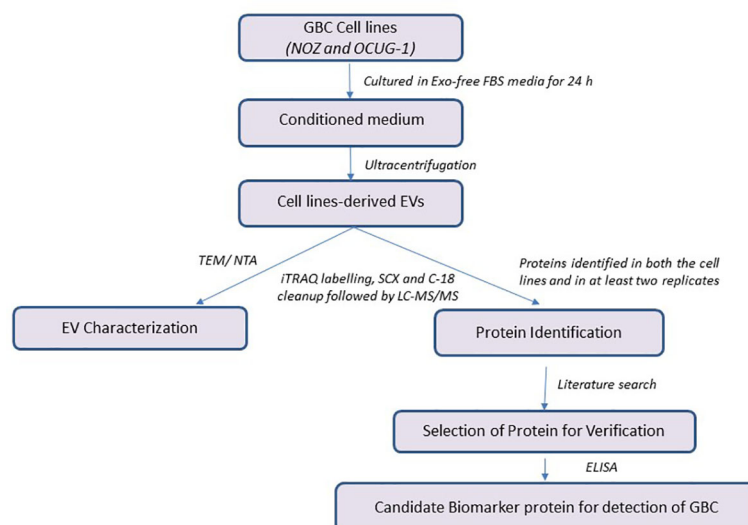 GBC Cell lines
(NOZ and OCUG-1)
Cultured in Exo-free FBS media for 24 h
Conditioned medium
Ultracentrifugation
Cell lines-derived EVs
TEM/ NTA
iTRAQ labelling, SCX and C-18
cleanup followed by LC-MS/MS
Proteins identified in both the cell
lines and in at least two replicates
EV Characterization
Protein Identification
Literature search
Selection of Protein for Verification
ELISA
Candidate Biomarker protein for detection of GBC